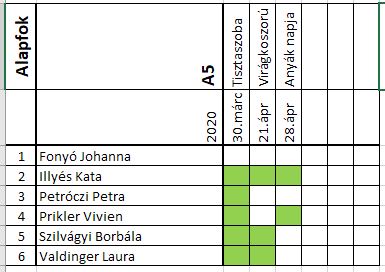 Alapfok
A5
2020
Tisztaszoba
30.márc
Virágkoszorú
21.ápr
Anyák napja
28.ápr
1 Fonyó Johanna
2 Illyés Kata
3 Petróczi Petra
4 Prikler Vivien
5 Szilvágyi Borbála
6 Valdinger Laura